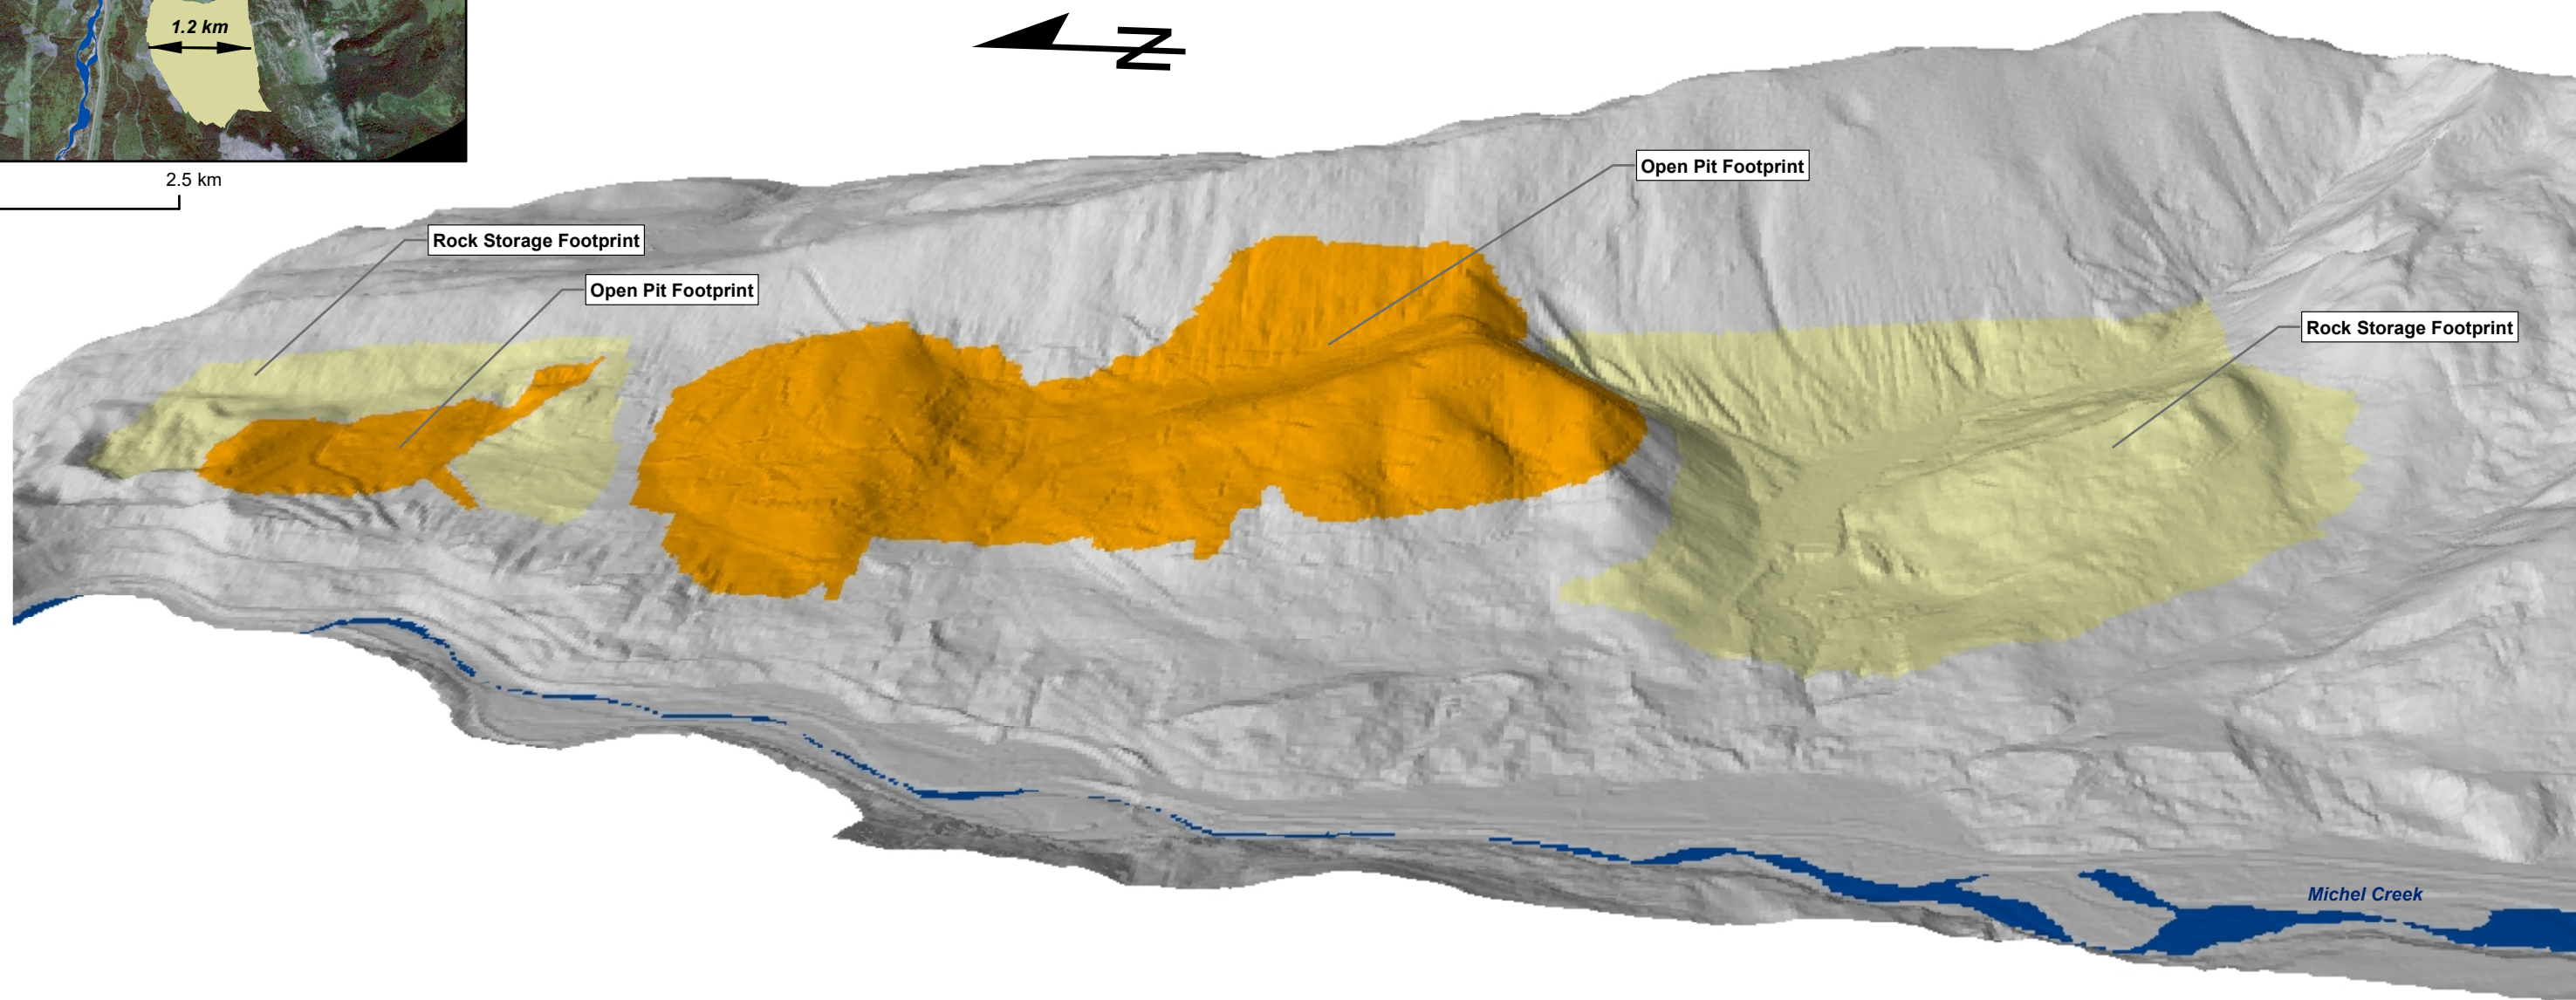 1.2 km
N
2.5 km
Open Pit Footprint
Rock Storage Footprint
Open Pit Footprint
Rock Storage Footprint
Michel Creek